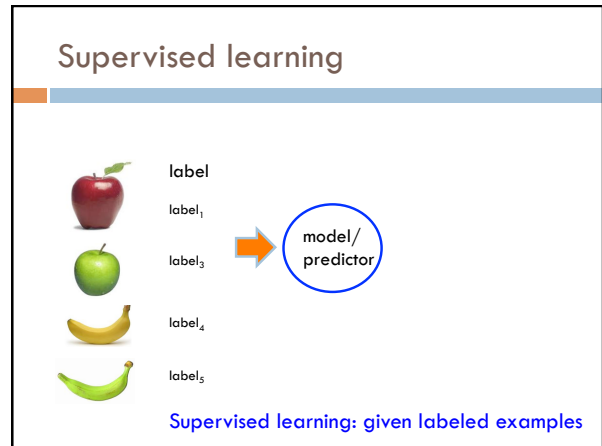 Supervised learning
label
label₁
label₃
label₄
label₅
model/
predictor
Supervised learning: given labeled examples